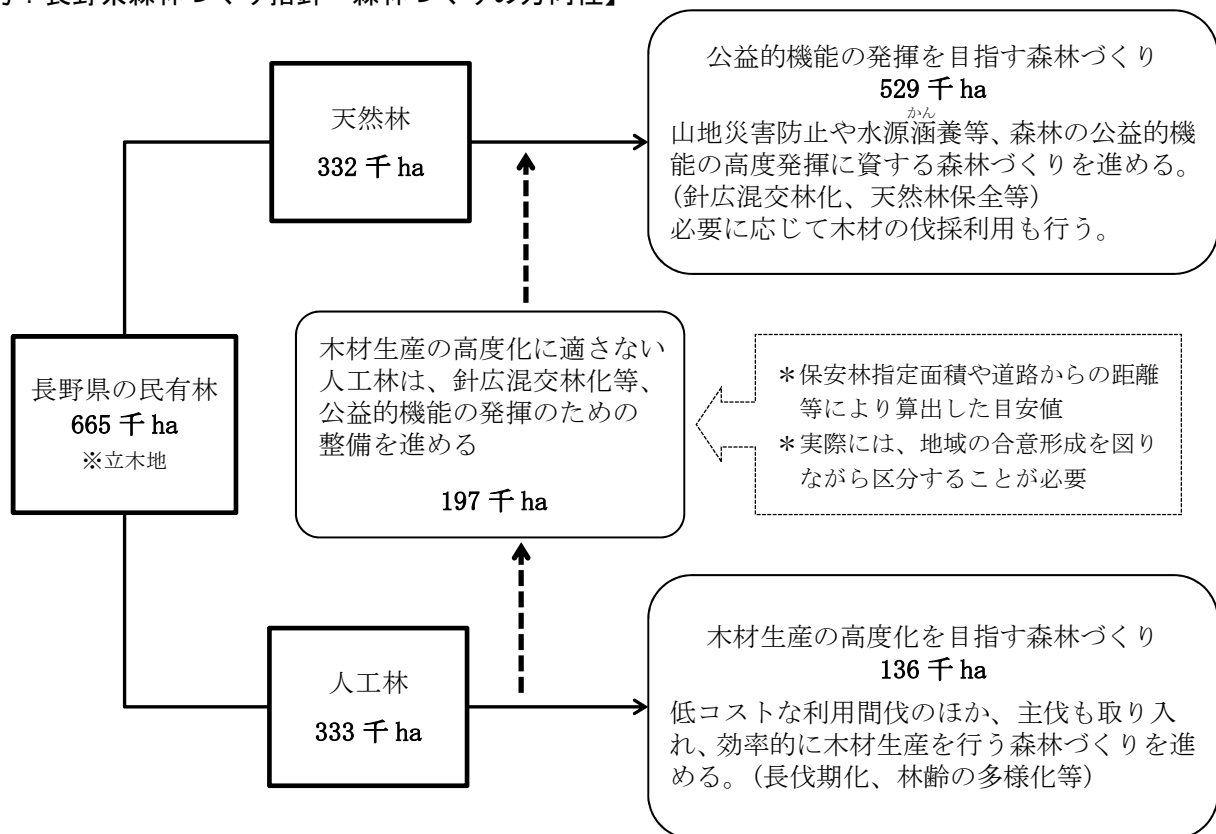 長野県森林づくり指針 森林づくりの方向性】
天然林
332 千 ha
公益的機能の発揮を目指す森林づくり
529 千 ha
山地災害防止や水源涵養等、森林の公益的機
かん
能の高度発揮に資する森林づくりを進める。
(針広混交林化、天然林保全等)
必要に応じて木材の伐採利用も行う。
長野県の民有林
665 千 ha
※立木地
木材生産の高度化に適さない
人工林は、針広混交林化等、
公益的機能の発揮のための
整備を進める
197 千 ha
＊保安林指定面積や道路からの距離
等により算出した目安値
＊実際には、地域の合意形成を図り
ながら区分することが必要
人工林
333 千 ha
木材生産の高度化を目指す森林づくり
136 千 ha
低コストな利用間伐のほか、主伐も取り入
れ、効率的に木材生産を行う森林づくりを進
める。(長伐期化、林齢の多様化等)